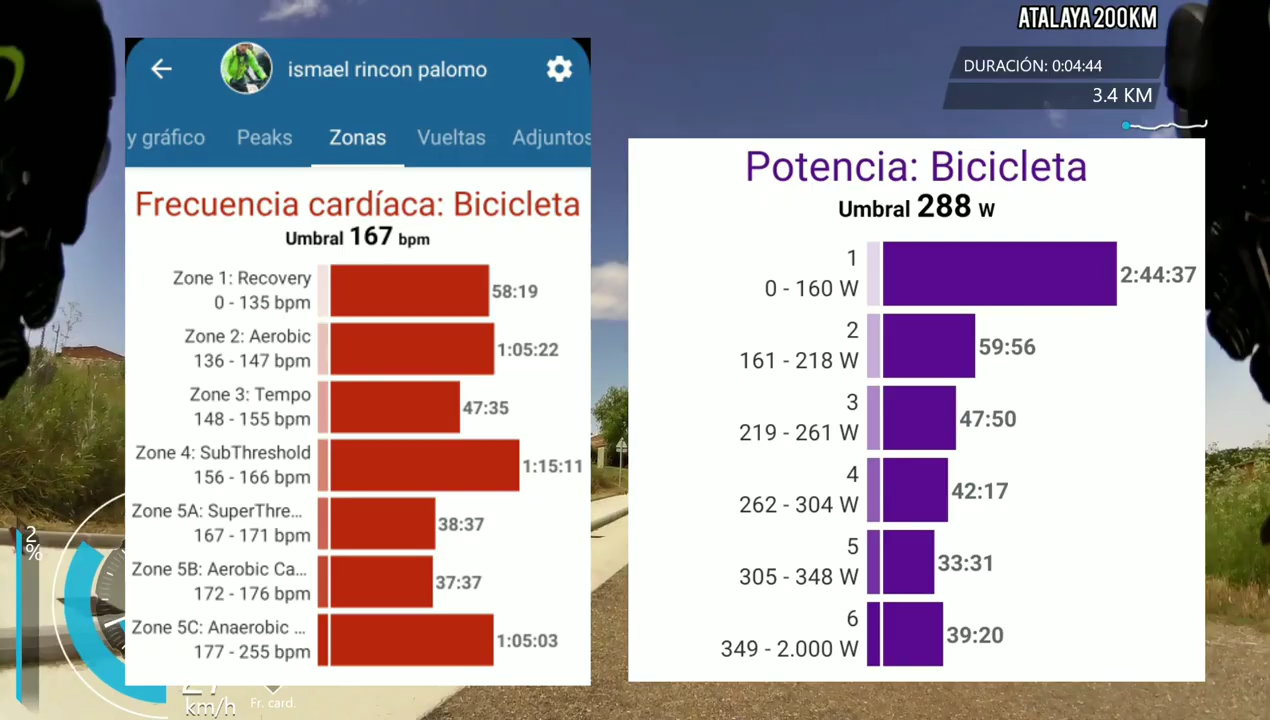 ATALAYA 200KM
DURACIÓN: 0:04:44
3.4 KM
ismael rincon palomo
y gráfico Peaks Zonas Vueltas Adjuntos
Frecuencia cardíaca: Bicicleta
Umbral 167 bpm
Zone 1: Recovery
0 - 135 bpm
58:19
Zone 2: Aerobic
136 - 147 bpm
1:05:22
Zone 3: Tempo
148 - 155 bpm
47:35
Zone 4: SubThreshold
156 - 166 bpm
1:15:11
Zone 5A: SuperThre...
167 - 171 bpm
38:37
Zone 5B: Aerobic Ca...
172 - 176 bpm
37:37
Zone 5C: Anaerobic ...
177 - 255 bpm
1:05:03
Potencia: Bicicleta
Umbral 288 W
1
0 - 160 W
2:44:37
2
161 - 218 W
59:56
3
219 - 261 W
47:50
4
262 - 304 W
42:17
5
305 - 348 W
33:31
6
349 - 2.000 W
39:20
2
%
km/h
Fr. card.